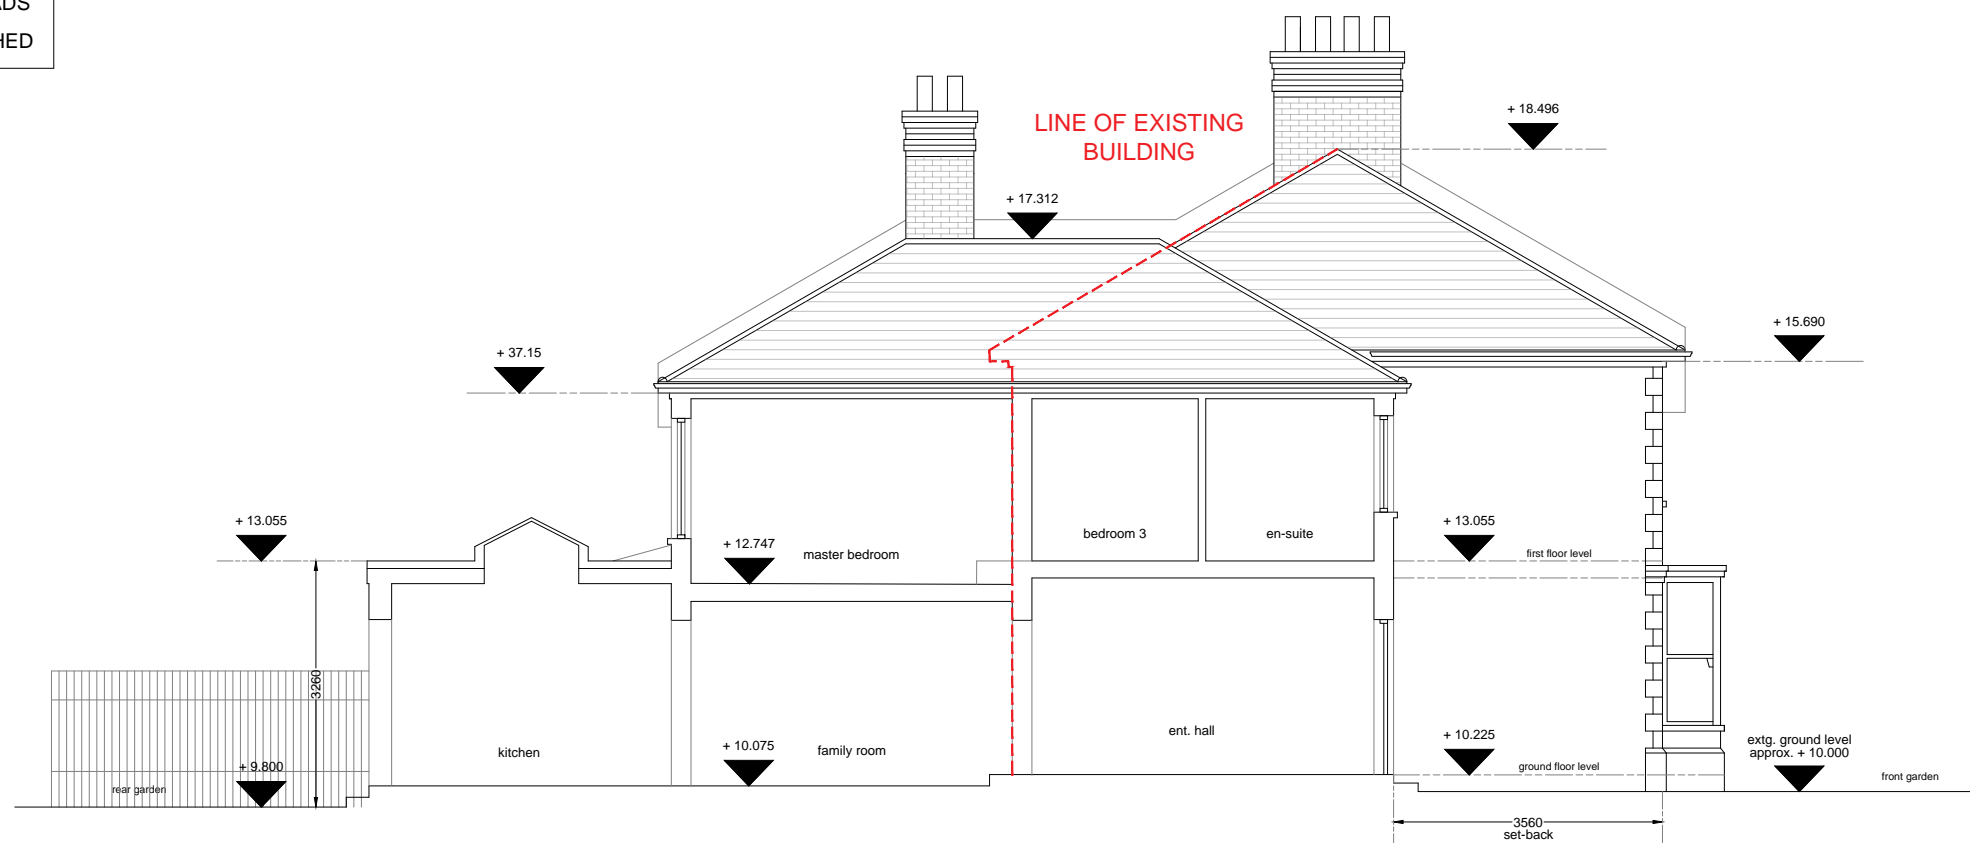 HED
LINE OF EXISTING
BUILDING
+ 18.496
+ 17.312
+ 15.690
+ 37.15
+ 13.055
+ 12.747
master bedroom
bedroom 3
en-suite
+ 13.055
first floor level
3260
+ 9.800
rear garden
kitchen
+ 10.075
family room
ent. hall
+ 10.225
ground floor level
extg. ground level
approx. + 10.000
front garden
3560
set-back